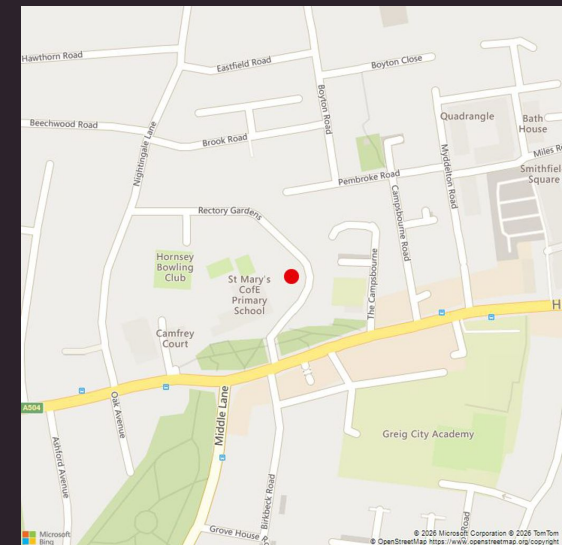 Hawthorn Road
Eastfield Road
Boyton Close
Boyton Road
Beechwood Road
Nightingale Lane
Brook Road
Quadrangle
Bath
House
Myddelton Road
Miles R
Smithfiel
Square
Pembroke Road
Campsbourne Road
Rectory Gardens
Hornsey
Bowling
Club
St Mary's
CofE
Primary
School
The Campsbourne
H
Camfrey
Court
A504
Oak Avenue
Middle Lane
Ashford Avenue
Greig City Academy
Birkbeck Road
Road
Grove House R
Microsoft
Bing
© 2026 Microsoft Corporation © 2026 TomTom
© OpenStreetMap https://www.openstreetmap.org/copyright